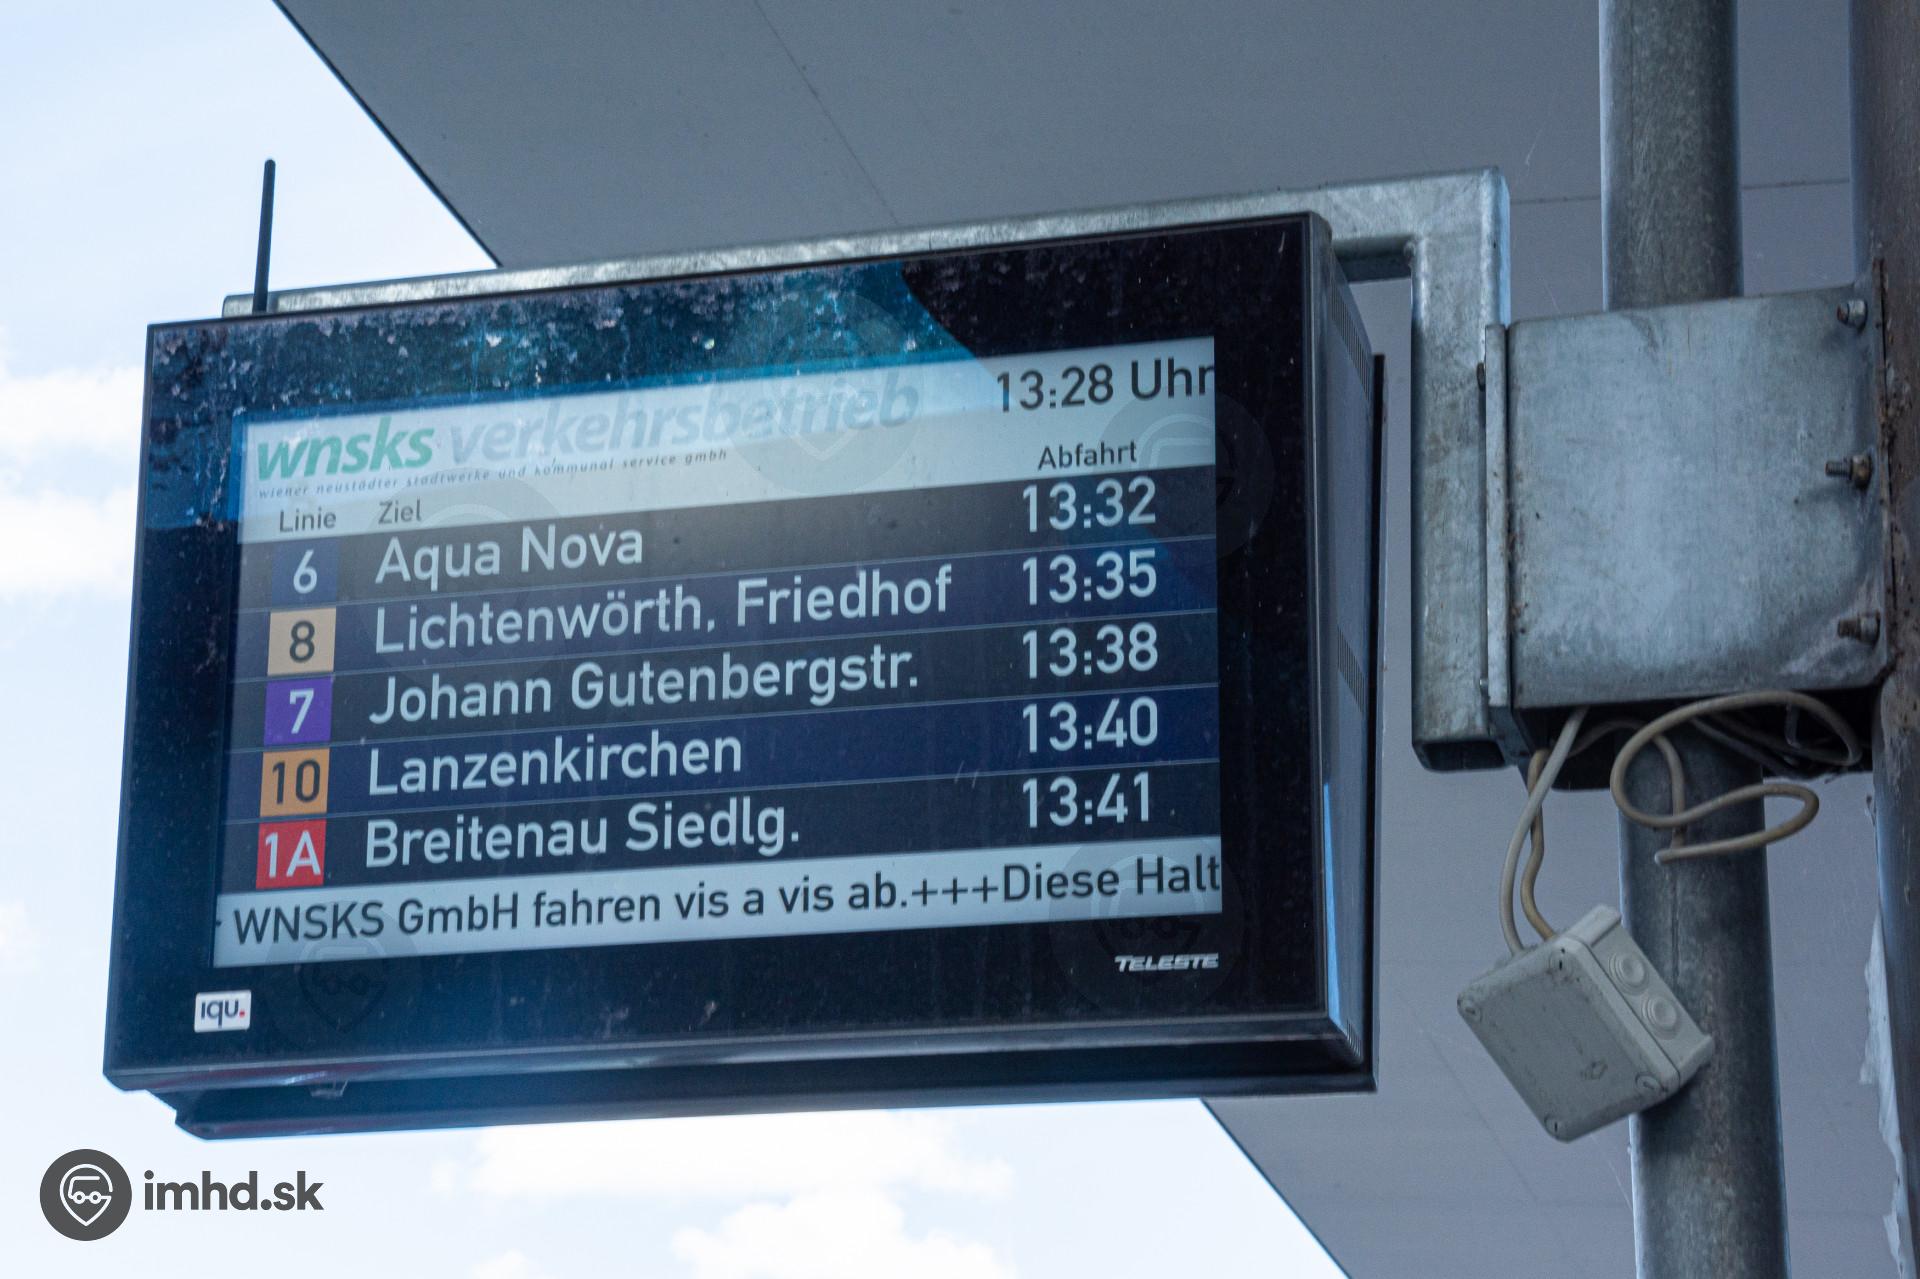 wnsks verkehrsbetrieb 13:28 Uhr
wiener neustädter stadtwerke und kommunal service gmbh
Linie Ziel Abfahrt
6 Aqua Nova 13:32
8 Lichtenwörth, Friedhof 13:35
7 Johann Gutenbergstr. 13:38
10 Lanzenkirchen 13:40
1A Breitenau Siedlg. 13:41
WNSKS GmbH fahren vis a vis ab.+++Diese Halt
TELESTE
iqu.
imhd.sk